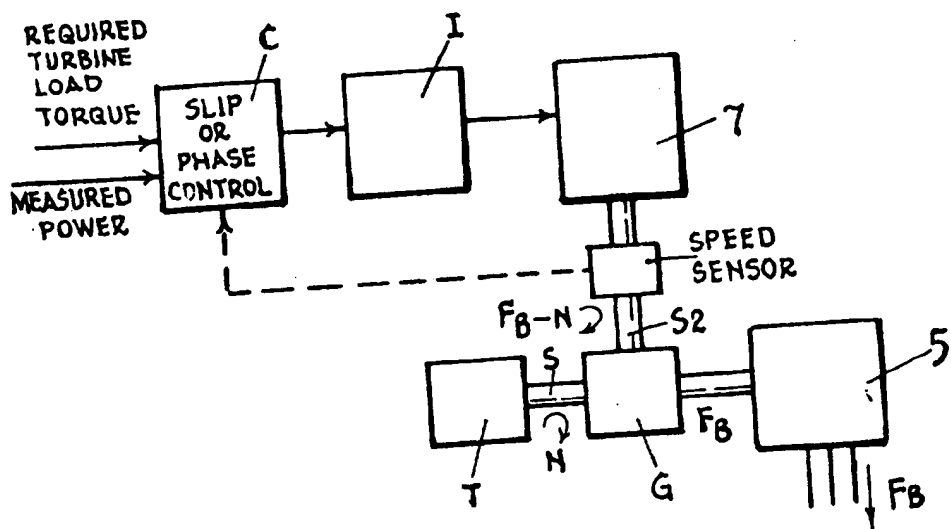 REQUIRED
TURBINE
LOAD
TORQUE
C
I
SLIP
OR
PHASE
CONTROL
7
MEASURED
POWER
SPEED
SENSOR
FB-N
S2
S
5
FB
N
T
G
FB